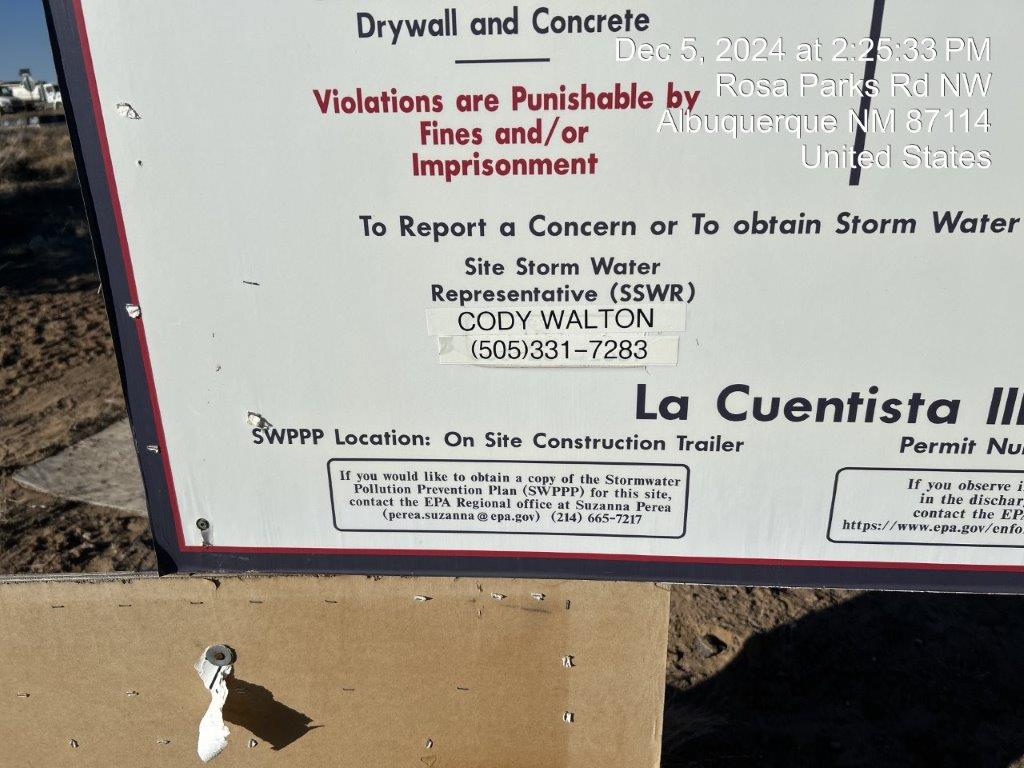 Drywall and Concrete
Dec 5, 2024 at 2:25:33 PM
Rosa Parks Rd NW
Albuquerque NM 87114
United States
Violations are Punishable by
Fines and/or
Imprisonment
To Report a Concern or To obtain Storm Water
Site Storm Water
Representative (SSWR)
CODY WALTON
(505)331-7283
La Cuentista III
SWPPP Location: On Site Construction Trailer
Permit Nu
If you would like to obtain a copy of the Stormwater
Pollution Prevention Plan (SWPPP) for this site,
contact the EPA Regional office at Suzanna Perea
(perea.suzanna@epa.gov) (214) 665-7217
If you observe i
in the dischar
contact the EP
https://www.epa.gov/enfo